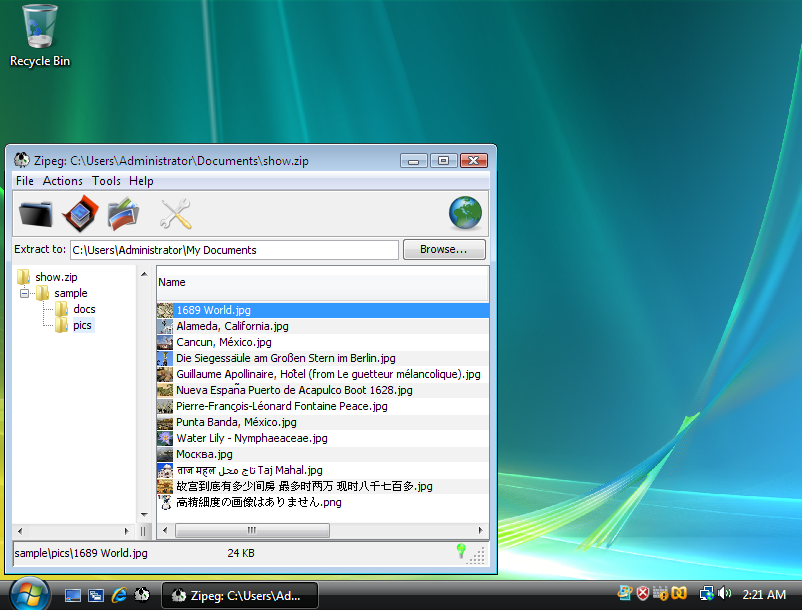 Recycle Bin
Zipeg: C:\Users\Administrator\Documents\show.zip
File Actions Tools Help
Extract to: C:\Users\Administrator\My Documents Browse...
show.zip
sample
docs
pics
Name
1689 World.jpg
Alameda, California.jpg
Cancun, México.jpg
Die Siegessäule am Großen Stern im Berlin.jpg
Guillaume Apollinaire, Hotel (from Le guetteur mélancolique).jpg
Nueva España Puerto de Acapulco Boot 1628.jpg
Pierre-François-Léonard Fontaine Peace.jpg
Punta Banda, México.jpg
Water Lily - Nymphaeaceae.jpg
Москва.jpg
ताज महल تاج محل Taj Mahal.jpg
故宫到底有多少间房 最多时两万 现时八千七百多.jpg
高精細度の画像はありません.png
sample\pics\1689 World.jpg 24 KB
Zipeg: C:\Users\Ad...
2:21 AM